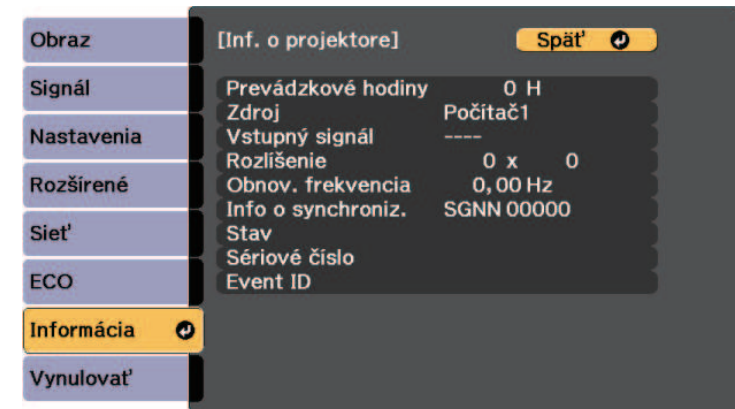 Obraz
Signál
Nastavenia
Rozšírené
Sieť
ECO
Informácia
Vynulovať
[Inf. o projektore]
Späť
Prevádzkové hodiny 0 H
Zdroj Počítač1
Vstupný signál ----
Rozlíšenie 0 x 0
Obnov. frekvencia 0,00 Hz
Info o synchroniz. SGNN 00000
Stav
Sériové číslo
Event ID